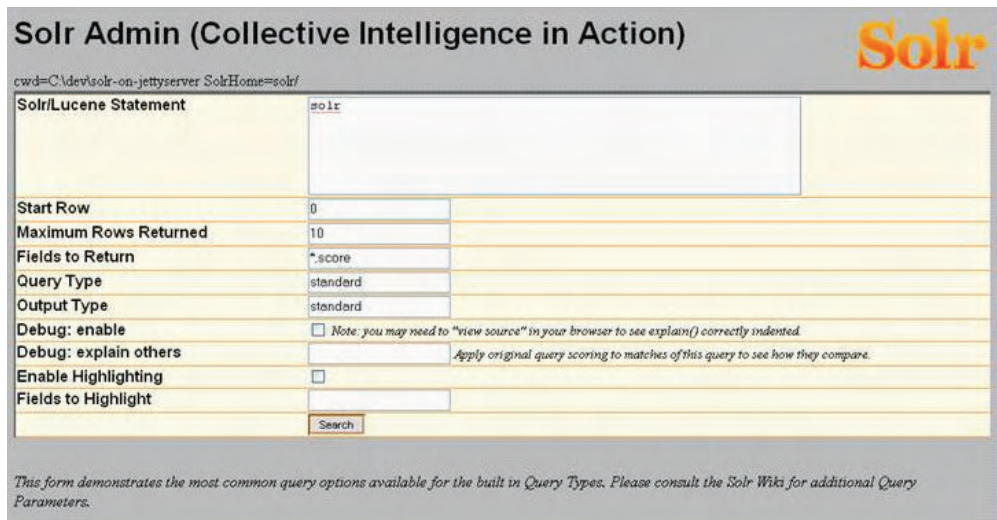 Solr Admin (Collective Intelligence in Action)
Solr
cwd=C:\dev\solr-on-jettyserver SolrHome=solr/
Solr/Lucene Statement
solr
Start Row
0
Maximum Rows Returned
10
Fields to Return
*,score
Query Type
standard
Output Type
standard
Debug: enable
Note: you may need to "view source" in your browser to see explain() correctly indented.
Debug: explain others
Apply original query scoring to matches of this query to see how they compare.
Enable Highlighting
Fields to Highlight
Search
This form demonstrates the most common query options available for the built in Query Types. Please consult the Solr Wiki for additional Query
Parameters.